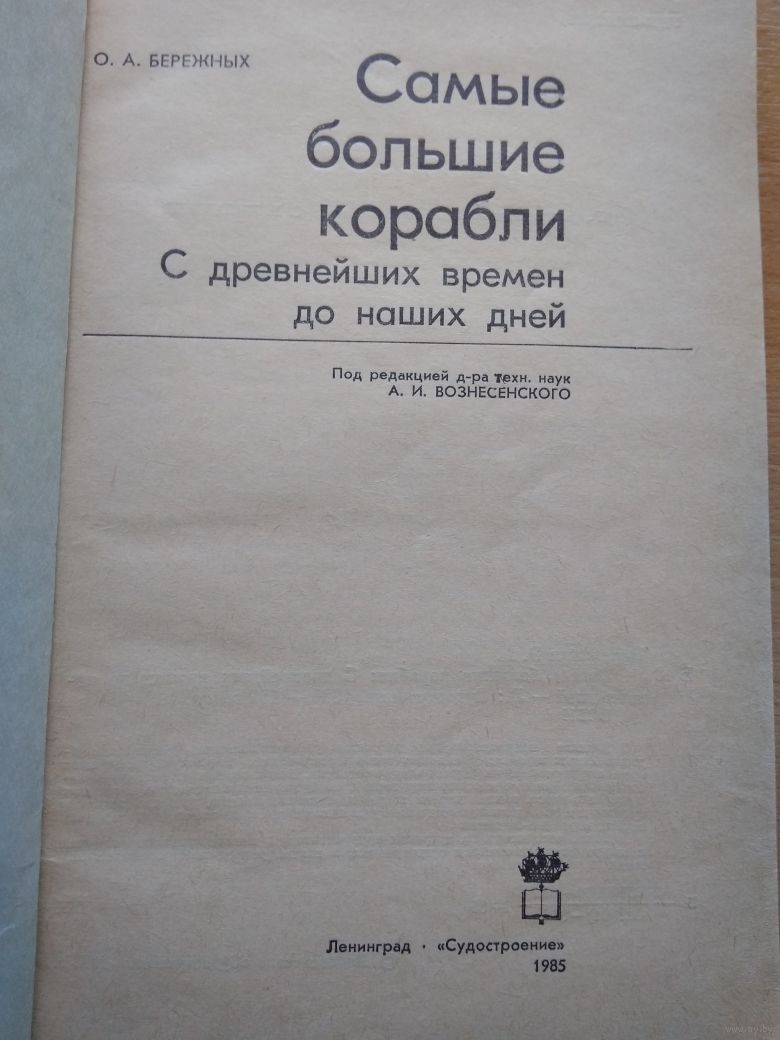 О. А. БЕРЕЖНЫХ
Самые
большие
корабли
С древнейших времен
до наших дней
Под редакцией д-ра техн. наук
А. И. ВОЗНЕСЕНСКОГО
Ленинград · «Судостроение»
1985